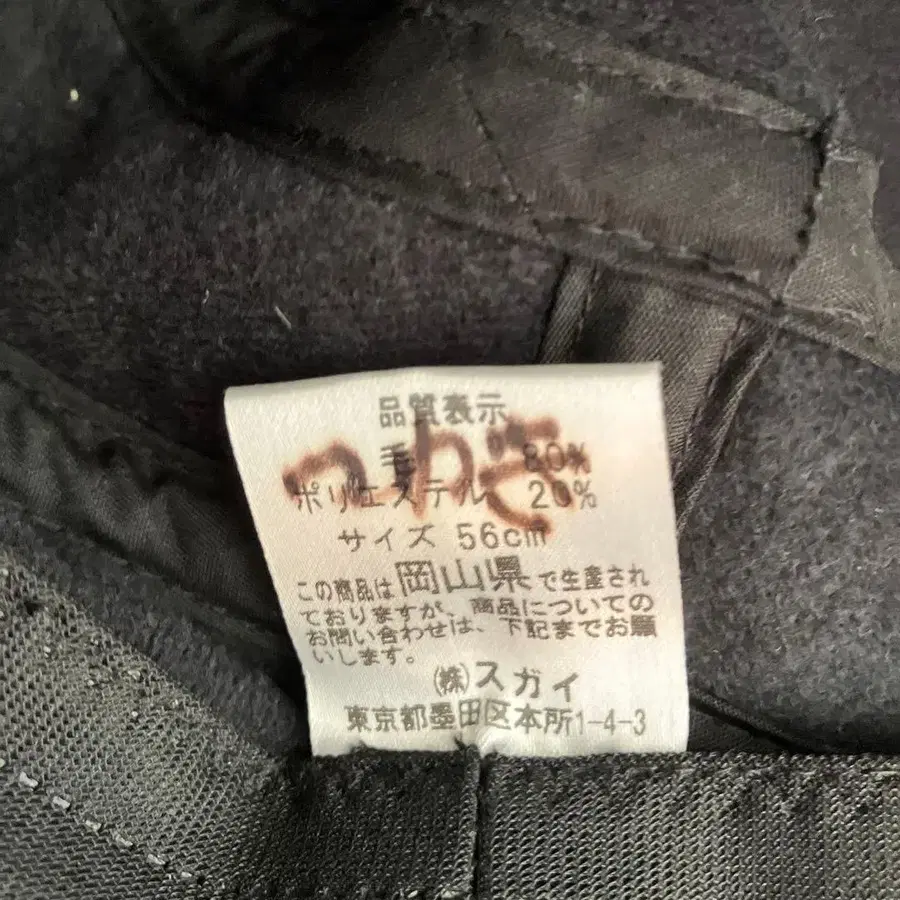 品質表示
毛 80%
ポリエステル 20%
サイズ 56cm
この商品は岡山県で生産され
ておりますが、商品についての
お問い合わせは、下記までお願
いします。
㈱スガイ
東京都墨田区本所1-4-3